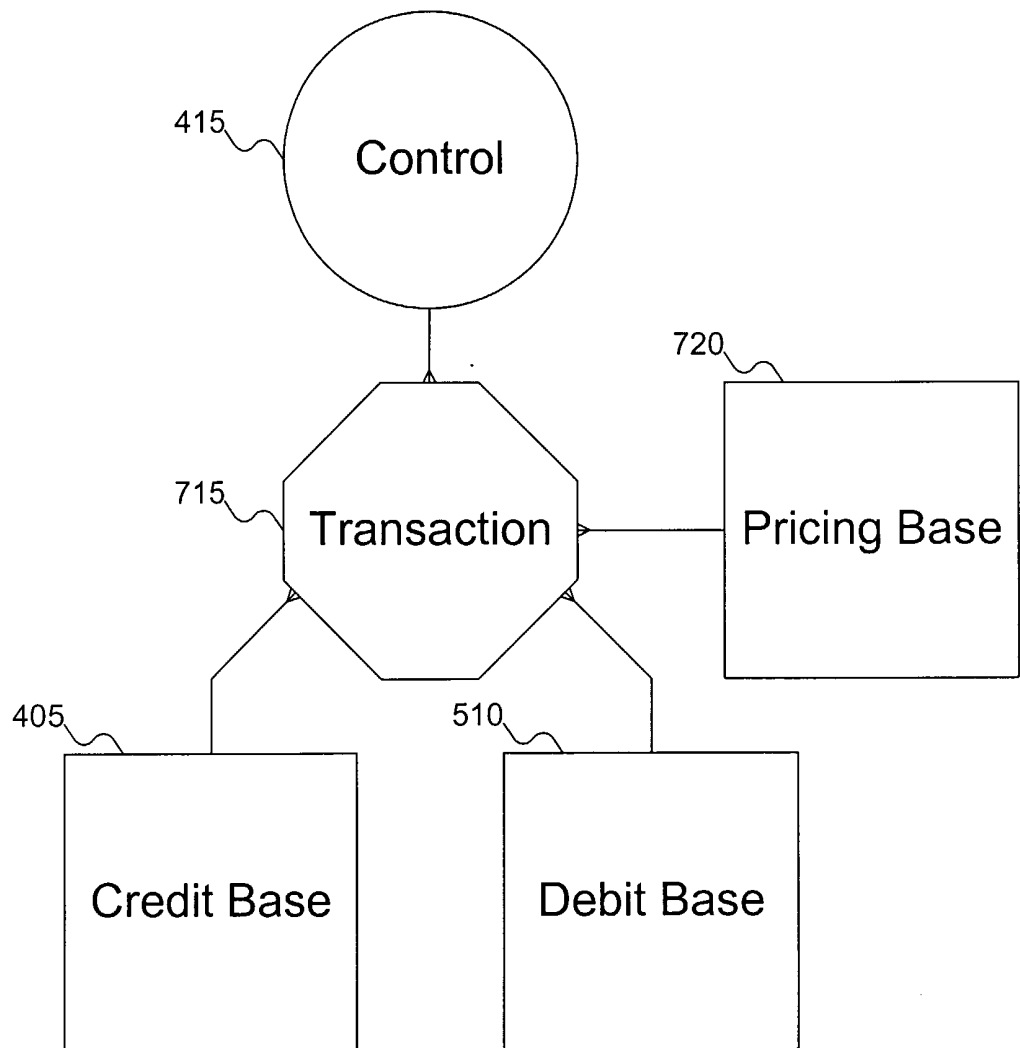 415
Control
720
715
Transaction
Pricing Base
405
510
Credit Base
Debit Base